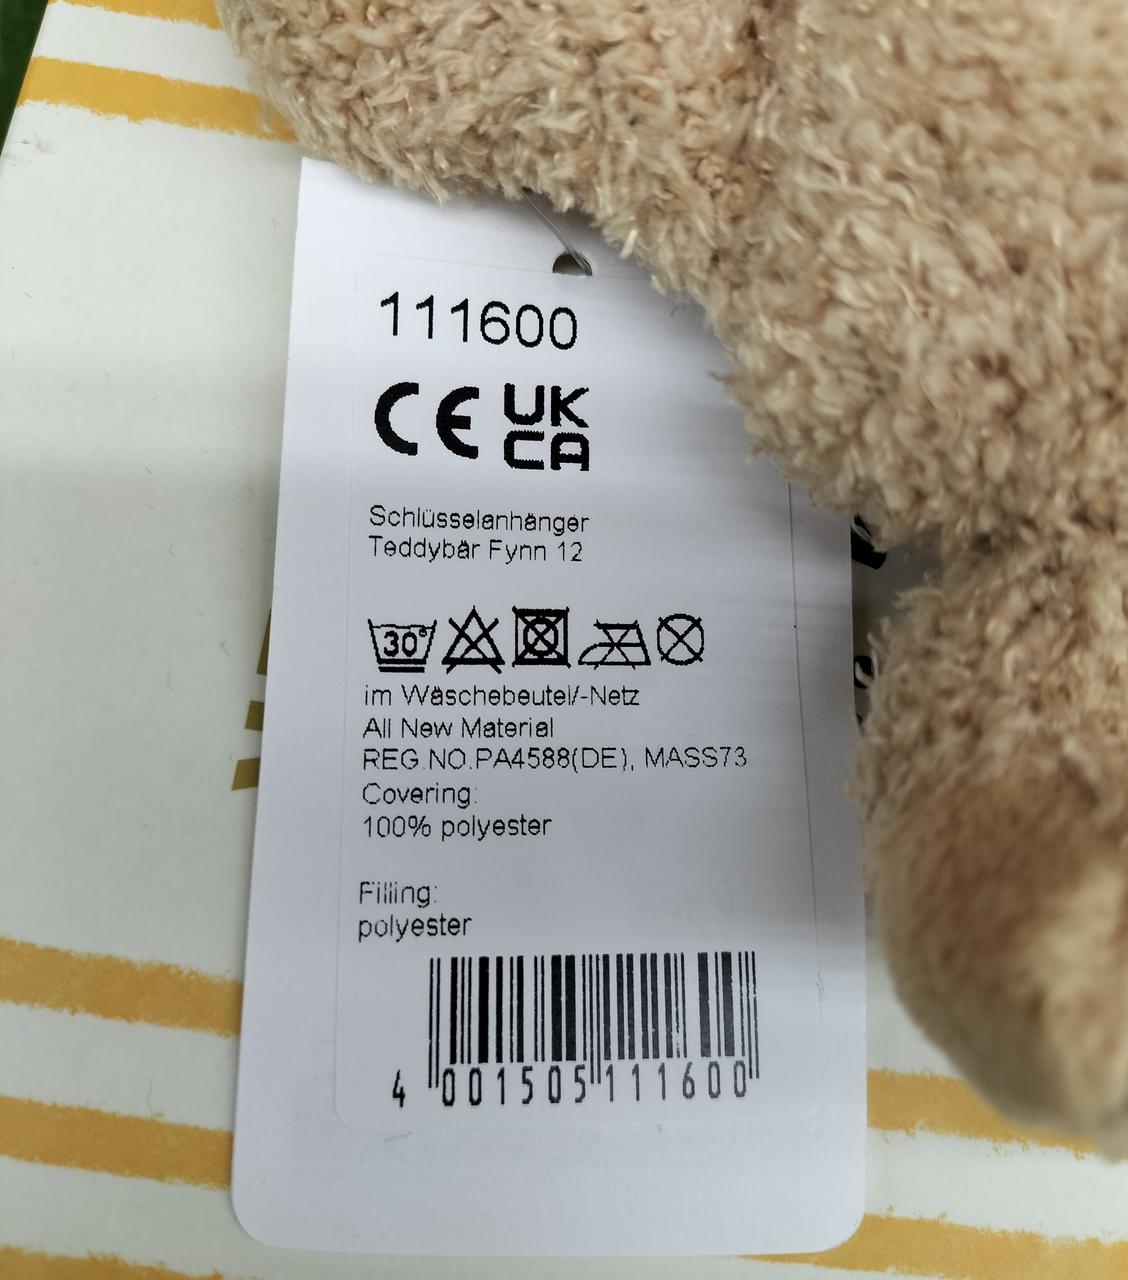 111600
CE UK
CA
Schlüsselanhänger
Teddybär Fynn 12
30°
im Wäschebeutel/-Netz
All New Material
REG.NO.PA4588(DE), MASS73
Covering:
100% polyester
Filling:
polyester
4 001505 111600